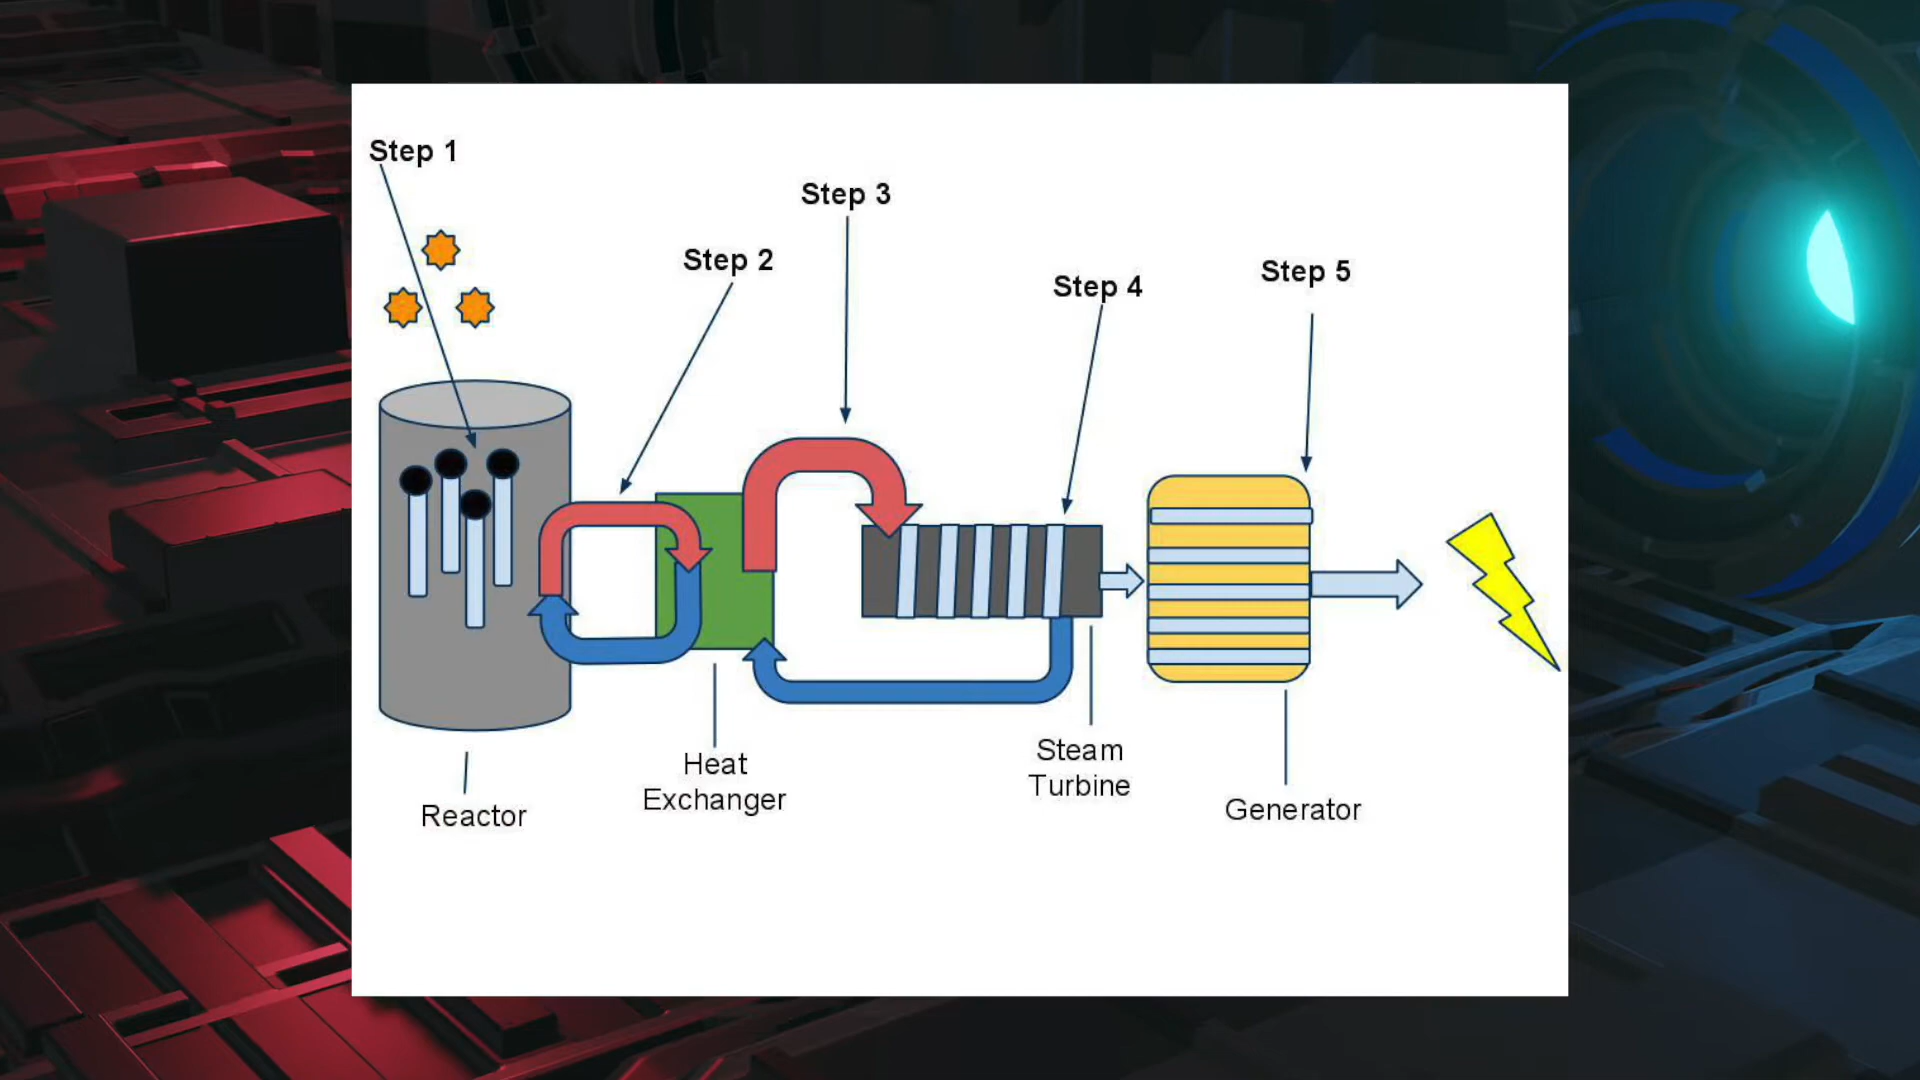 Step 1
Step 3
Step 2
Step 4
Step 5
Heat
Exchanger
Steam
Turbine
Reactor
Generator